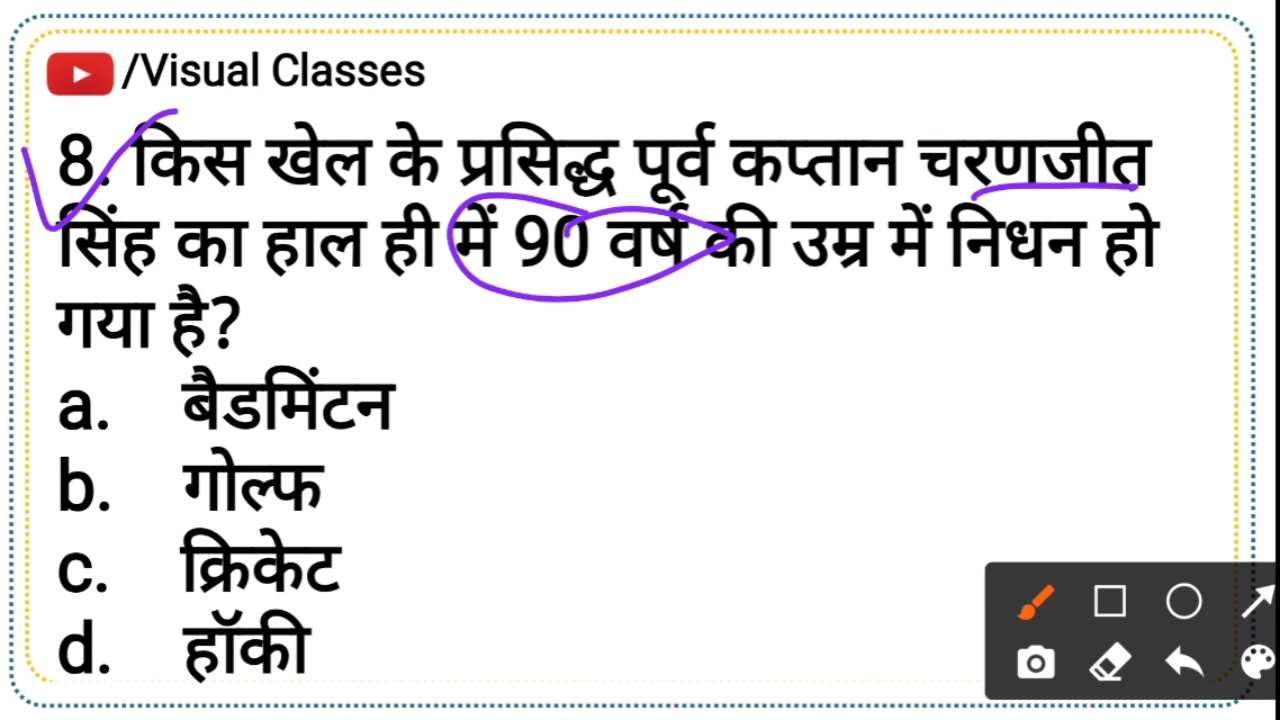 /Visual Classes
8. किस खेल के प्रसिद्ध पूर्व कप्तान चरणजीत
सिंह का हाल ही में 90 वर्ष की उम्र में निधन हो
गया है?
a. बैडमिंटन
b. गोल्फ
c. क्रिकेट
d. हॉकी